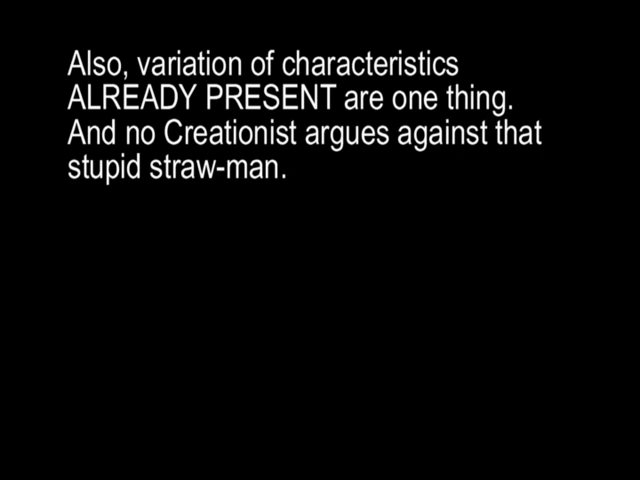 Also, variation of characteristics
ALREADY PRESENT are one thing.
And no Creationist argues against that
stupid straw-man.